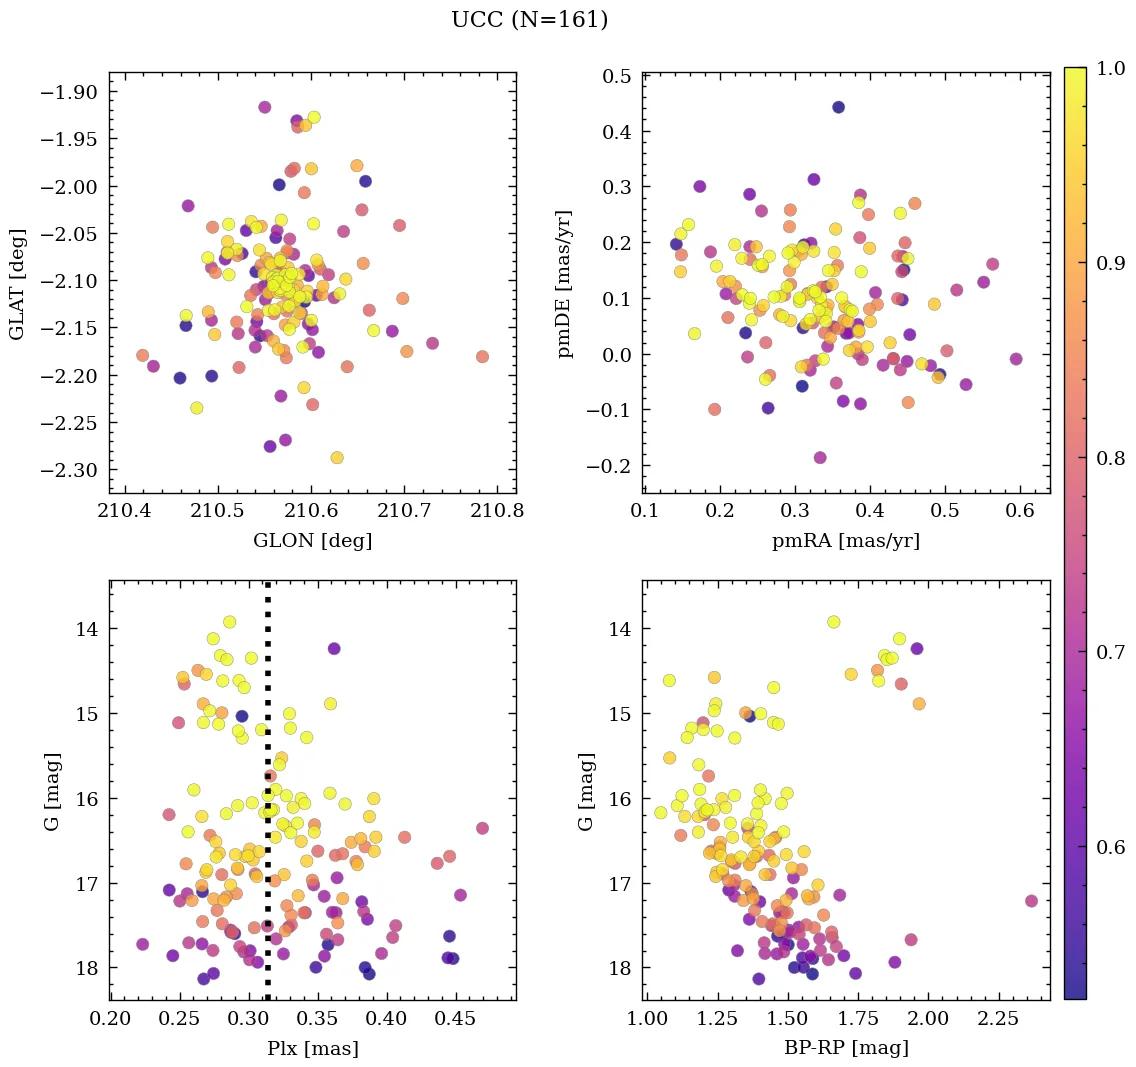 UCC (N=161)
−1.90
−1.95
−2.00
−2.05
−2.10
−2.15
−2.20
−2.25
−2.30
GLAT [deg]
210.4 210.5 210.6 210.7 210.8
GLON [deg]
0.5
0.4
0.3
0.2
0.1
0.0
−0.1
−0.2
pmDE [mas/yr]
0.1 0.2 0.3 0.4 0.5 0.6
pmRA [mas/yr]
1.0
0.9
0.8
0.7
0.6
14
15
16
17
18
G [mag]
0.20 0.25 0.30 0.35 0.40 0.45
Plx [mas]
14
15
16
17
18
G [mag]
1.00 1.25 1.50 1.75 2.00 2.25
BP-RP [mag]